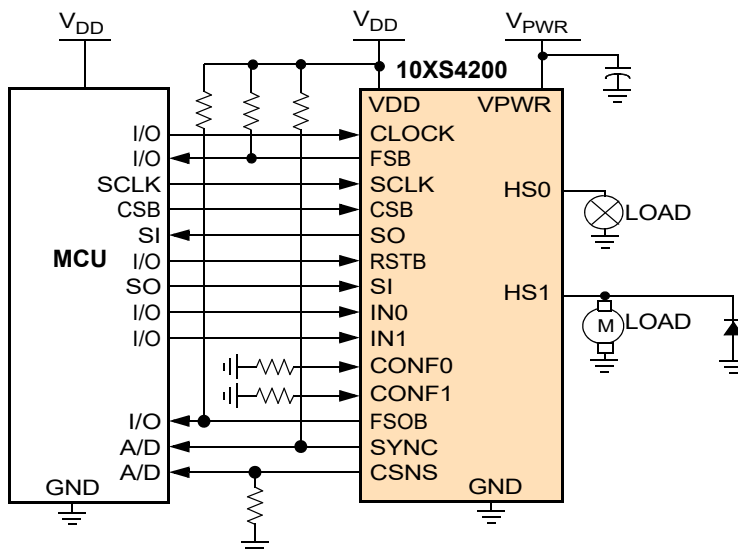 VDD
VDD
VPWR
10XS4200
VDD VPWR
I/O CLOCK
I/O FSB
SCLK SCLK
CSB CSB
HS0
LOAD
SI SO
MCU
I/O RSTB
SO SI
HS1
I/O IN0
M LOAD
I/O IN1
CONF0
CONF1
I/O FSOB
A/D SYNC
A/D CSNS
GND GND